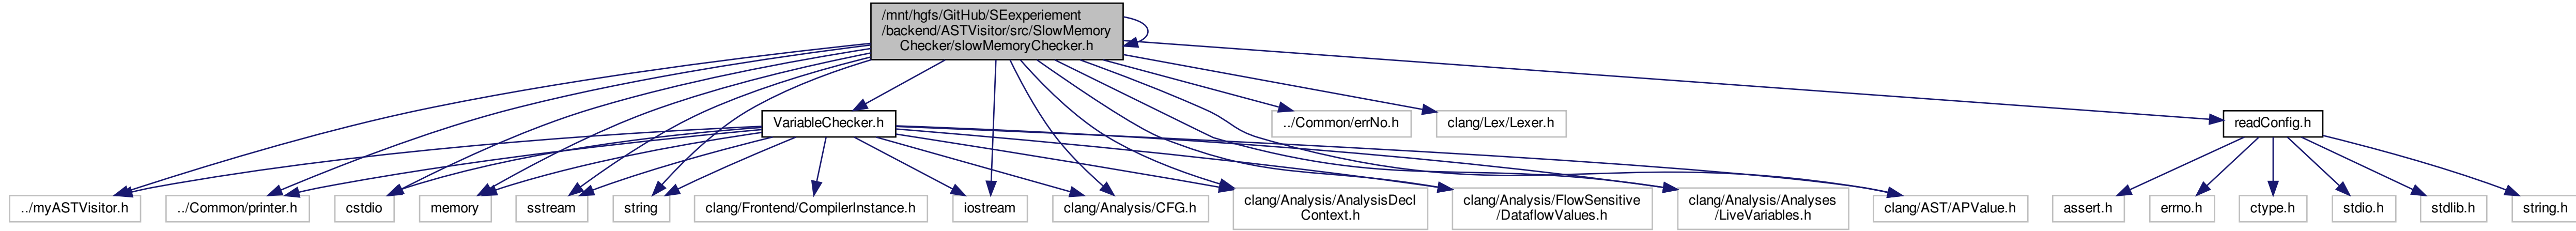 /mnt/hgfs/GitHub/SEexperiement
/backend/ASTVisitor/src/SlowMemory
Checker/slowMemoryChecker.h
VariableChecker.h
../Common/errNo.h
clang/Lex/Lexer.h
readConfig.h
../myASTVisitor.h
../Common/printer.h
cstdio
memory
sstream
string
clang/Frontend/CompilerInstance.h
iostream
clang/Analysis/CFG.h
clang/Analysis/AnalysisDecl
Context.h
clang/Analysis/FlowSensitive
/DataflowValues.h
clang/Analysis/Analyses
/LiveVariables.h
clang/AST/APValue.h
assert.h
errno.h
ctype.h
stdio.h
stdlib.h
string.h